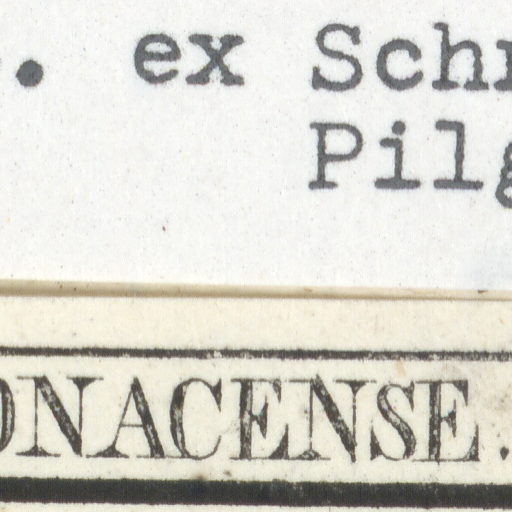 . ex Sch
Pilg
ONACENSE.